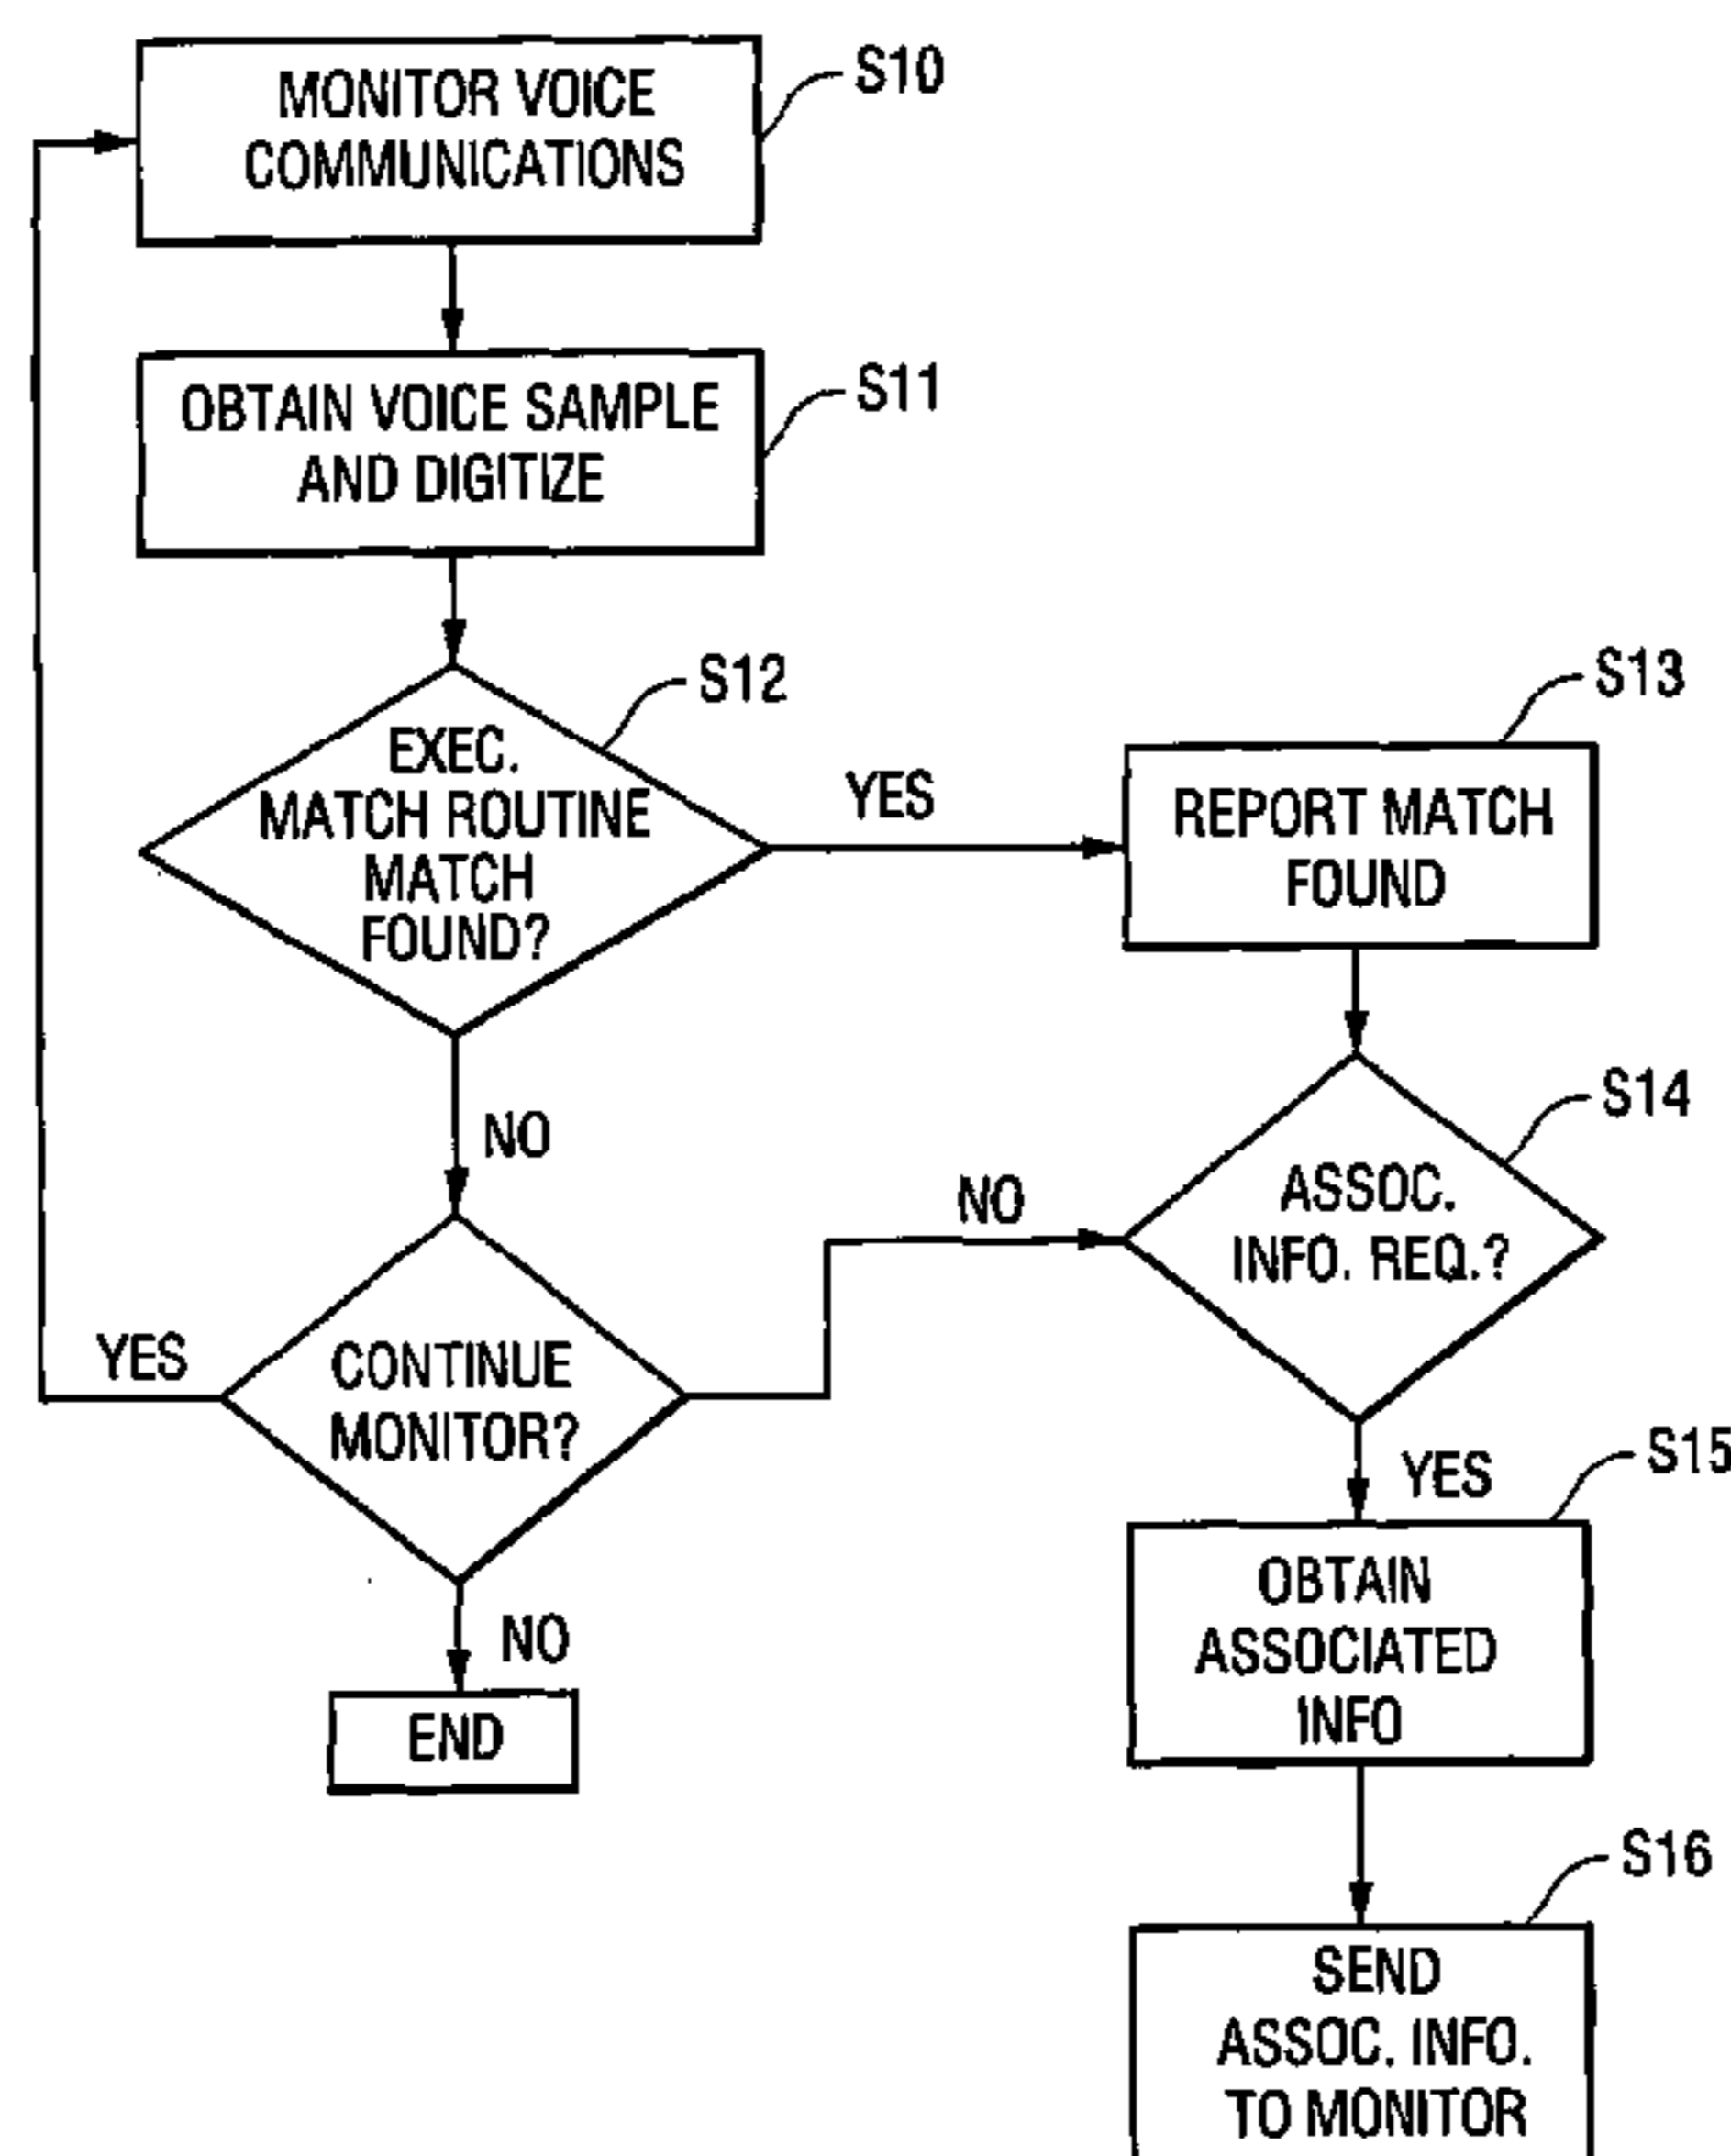 MONITOR VOICE
COMMUNICATIONS
S10
OBTAIN VOICE SAMPLE
AND DIGITIZE
S11
EXEC.
MATCH ROUTINE
MATCH
FOUND?
S12
YES
REPORT MATCH
FOUND
S13
NO
ASSOC.
INFO. REQ.?
S14
NO
CONTINUE
MONITOR?
YES
NO
END
YES
OBTAIN
ASSOCIATED
INFO
S15
SEND
ASSOC. INFO.
TO MONITOR
S16